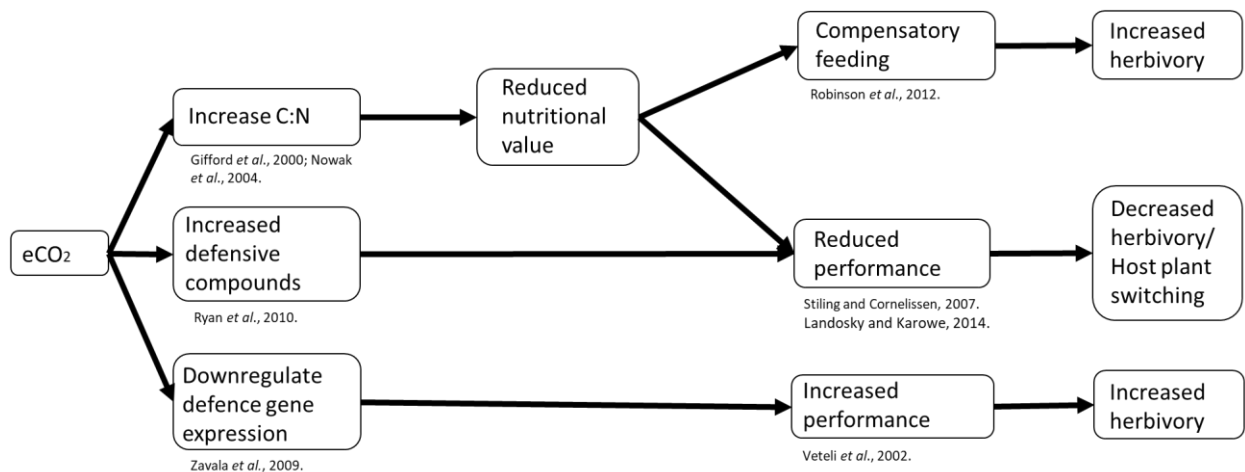 eCO2
Increase C:N
Gifford et al., 2000; Nowak
et al., 2004.
Increased
defensive
compounds
Ryan et al., 2010.
Downregulate
defence gene
expression
Zavala et al., 2009.
Reduced
nutritional
value
Compensatory
feeding
Robinson et al., 2012.
Reduced
performance
Stiling and Cornelissen, 2007.
Landosky and Karowe, 2014.
Increased
performance
Veteli et al., 2002.
Increased
herbivory
Decreased
herbivory/
Host plant
switching
Increased
herbivory